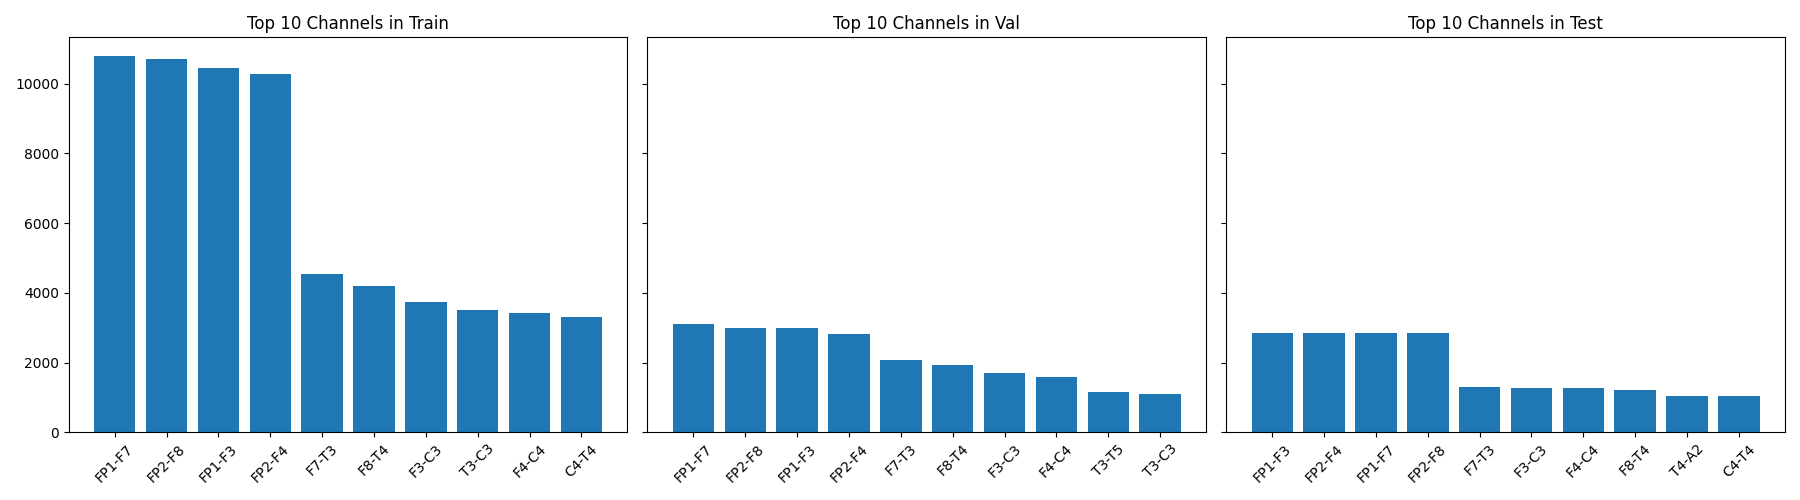 Top 10 Channels in Train
10000
8000
6000
4000
2000
0
FP1-F7 FP2-F8 FP1-F3 FP2-F4 F7-T3 F8-T4 F3-C3 T3-C3 F4-C4 C4-T4
Top 10 Channels in Val
FP1-F7 FP2-F8 FP1-F3 FP2-F4 F7-T3 F8-T4 F3-C3 F4-C4 T3-T5 T3-C3
Top 10 Channels in Test
FP1-F3 FP2-F4 FP1-F7 FP2-F8 F7-T3 F3-C3 F4-C4 F8-T4 T4-A2 C4-T4